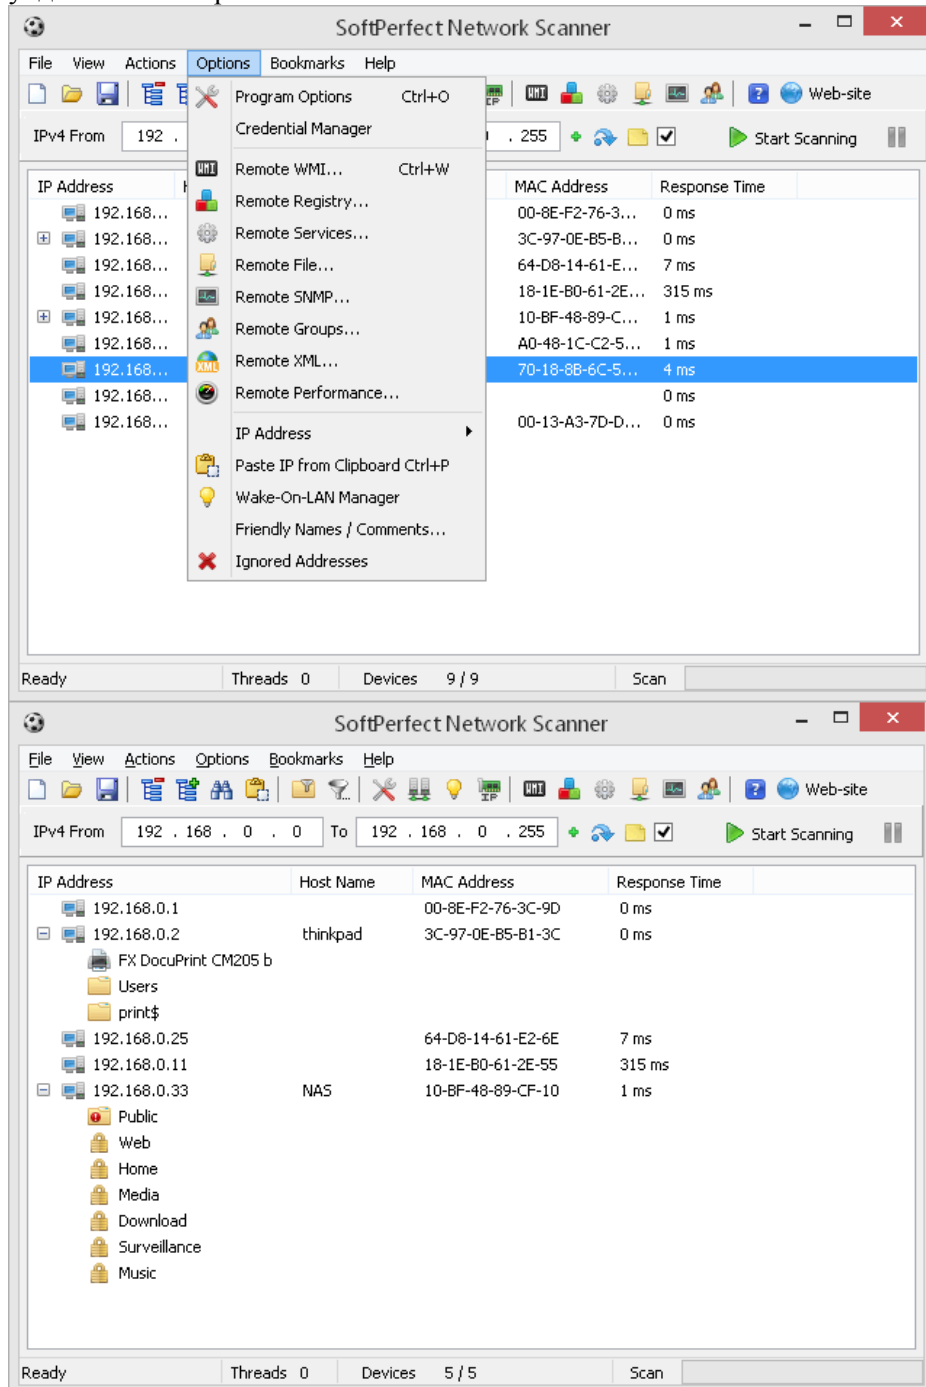 SoftPerfect Network Scanner
File View Actions Options Bookmarks Help
Web-site
IPv4 From 192 . . 255 Start Scanning
Program Options Ctrl+O
Credential Manager
Remote WMI... Ctrl+W
Remote Registry...
Remote Services...
Remote File...
Remote SNMP...
Remote Groups...
Remote XML...
Remote Performance...
IP Address
Paste IP from Clipboard Ctrl+P
Wake-On-LAN Manager
Friendly Names / Comments...
Ignored Addresses
IP Address MAC Address Response Time
192.168... 00-8E-F2-76-3... 0 ms
192.168... 3C-97-0E-B5-B... 0 ms
192.168... 64-D8-14-61-E... 7 ms
192.168... 18-1E-B0-61-2E... 315 ms
192.168... 10-BF-48-89-C... 1 ms
192.168... A0-48-1C-C2-5... 1 ms
192.168... 70-18-8B-6C-5... 4 ms
192.168... 0 ms
192.168... 00-13-A3-7D-D... 0 ms
Ready Threads 0 Devices 9 / 9 Scan
SoftPerfect Network Scanner
File View Actions Options Bookmarks Help
WMI IP Web-site
IPv4 From 192 . 168 . 0 . 0 To 192 . 168 . 0 . 255 Start Scanning
IP Address Host Name MAC Address Response Time
192.168.0.1 00-8E-F2-76-3C-9D 0 ms
192.168.0.2 thinkpad 3C-97-0E-B5-B1-3C 0 ms
FX DocuPrint CM205 b
Users
print$
192.168.0.25 64-D8-14-61-E2-6E 7 ms
192.168.0.11 18-1E-B0-61-2E-55 315 ms
192.168.0.33 NAS 10-BF-48-89-CF-10 1 ms
Public
Web
Home
Media
Download
Surveillance
Music
Ready Threads 0 Devices 5 / 5 Scan